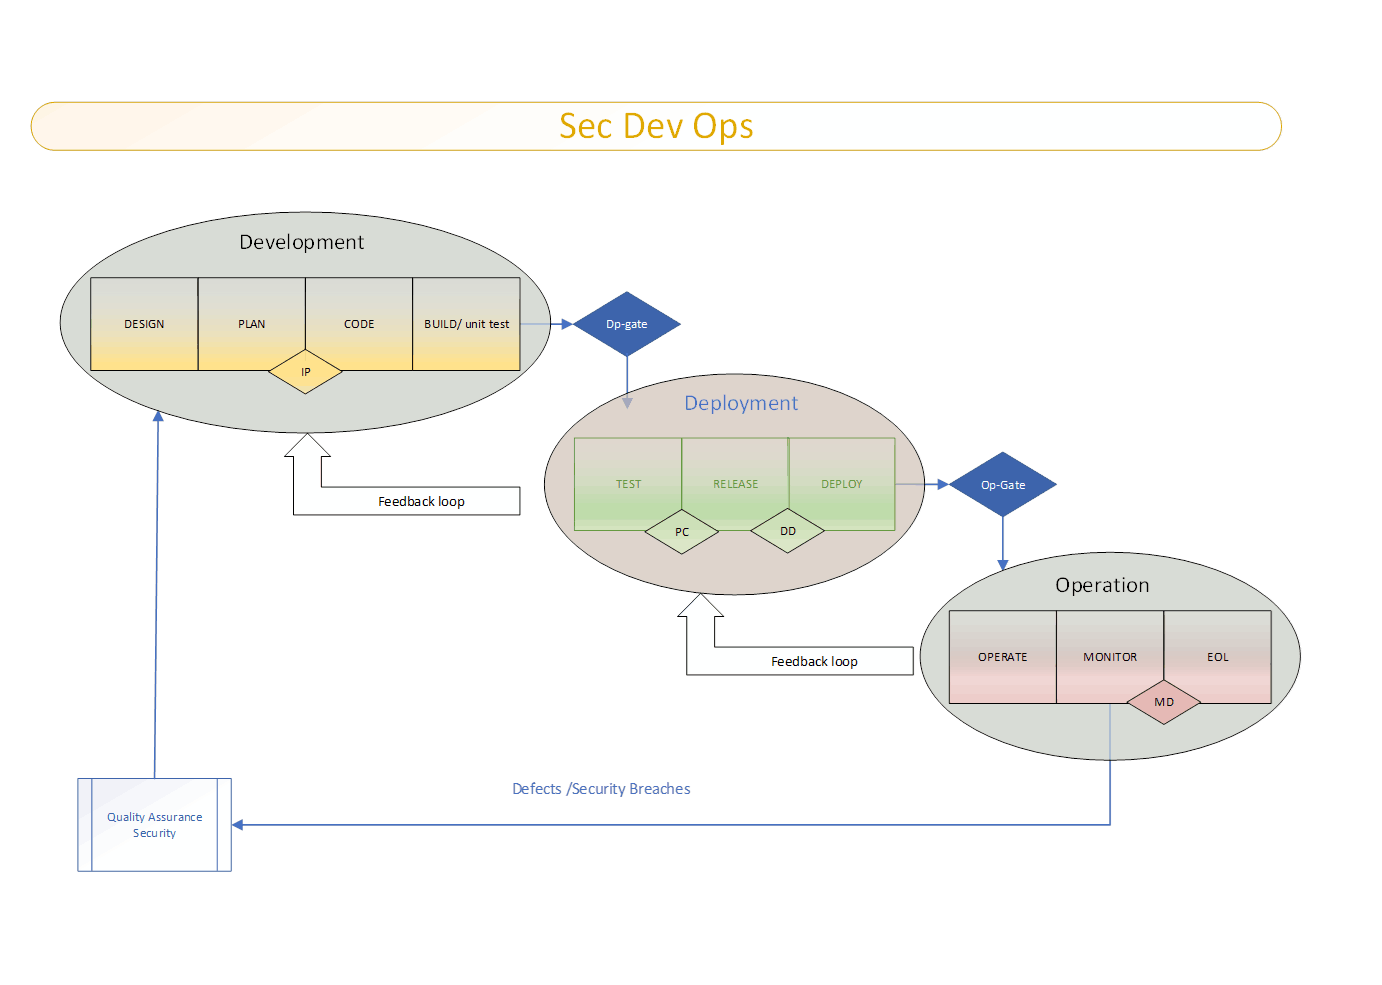 Sec Dev Ops
Development
DESIGN
PLAN
CODE
BUILD/ unit test
IP
Dp-gate
Deployment
TEST
RELEASE
DEPLOY
PC
DD
Feedback loop
Op-Gate
Operation
OPERATE
MONITOR
EOL
MD
Feedback loop
Defects /Security Breaches
Quality Assurance
Security